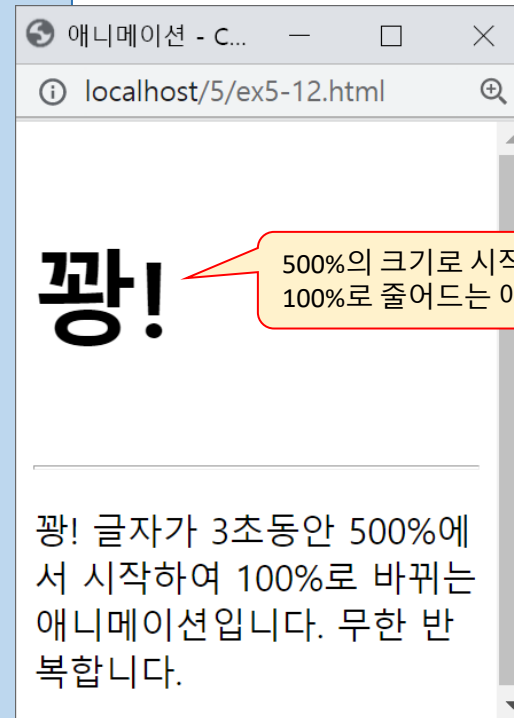 애니메이션 - C...
localhost/5/ex5-12.html
꽝!
500%의 크기로 시작
100%로 줄어드는
꽝! 글자가 3초동안 500%에
서 시작하여 100%로 바뀌는
애니메이션입니다. 무한 반
복합니다.